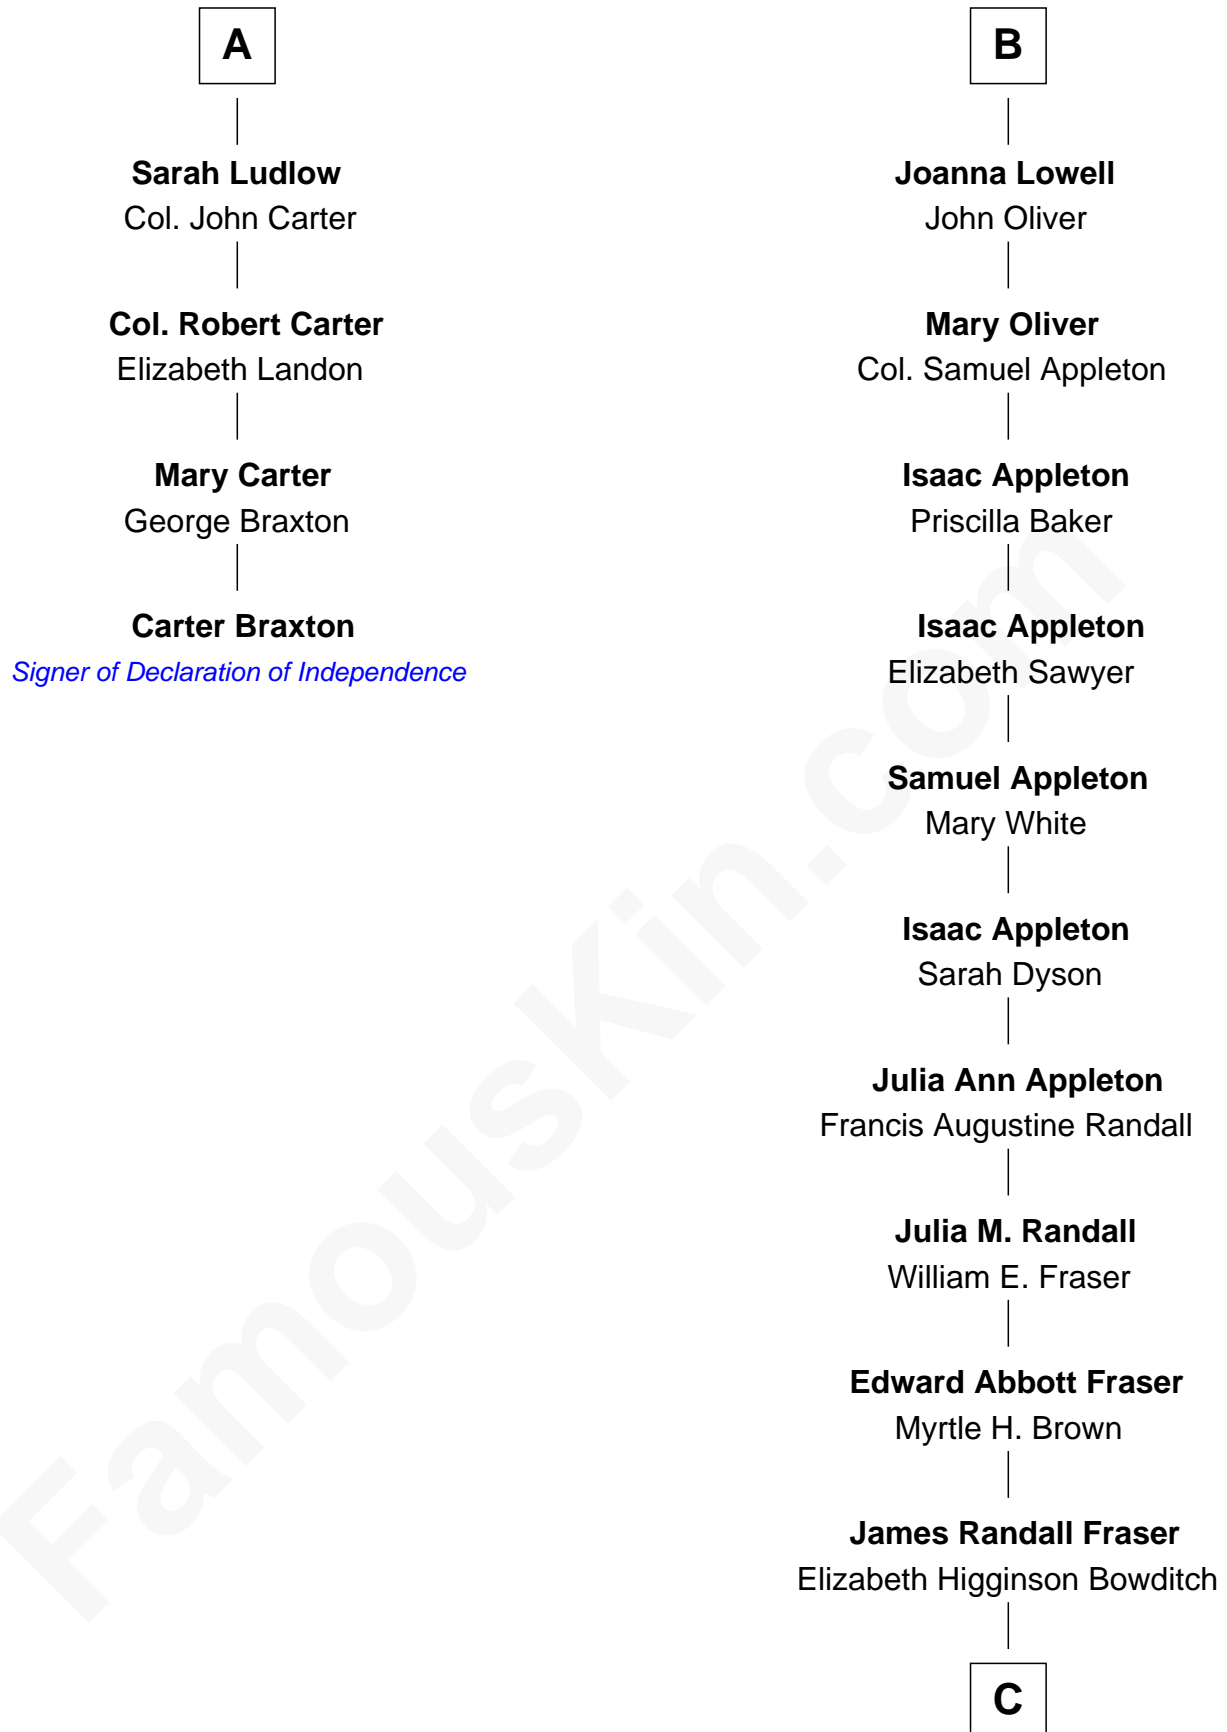 A
Sarah Ludlow
Col. John Carter
Col. Robert Carter
Elizabeth Landon
Mary Carter
George Braxton
Carter Braxton
Signer of Declaration of Independence
B
Joanna Lowell
John Oliver
Mary Oliver
Col. Samuel Appleton
Isaac Appleton
Priscilla Baker
Isaac Appleton
Elizabeth Sawyer
Samuel Appleton
Mary White
Isaac Appleton
Sarah Dyson
Julia Ann Appleton
Francis Augustine Randall
Julia M. Randall
William E. Fraser
Edward Abbott Fraser
Myrtle H. Brown
James Randall Fraser
Elizabeth Higginson Bowditch
C
FamousKin.com